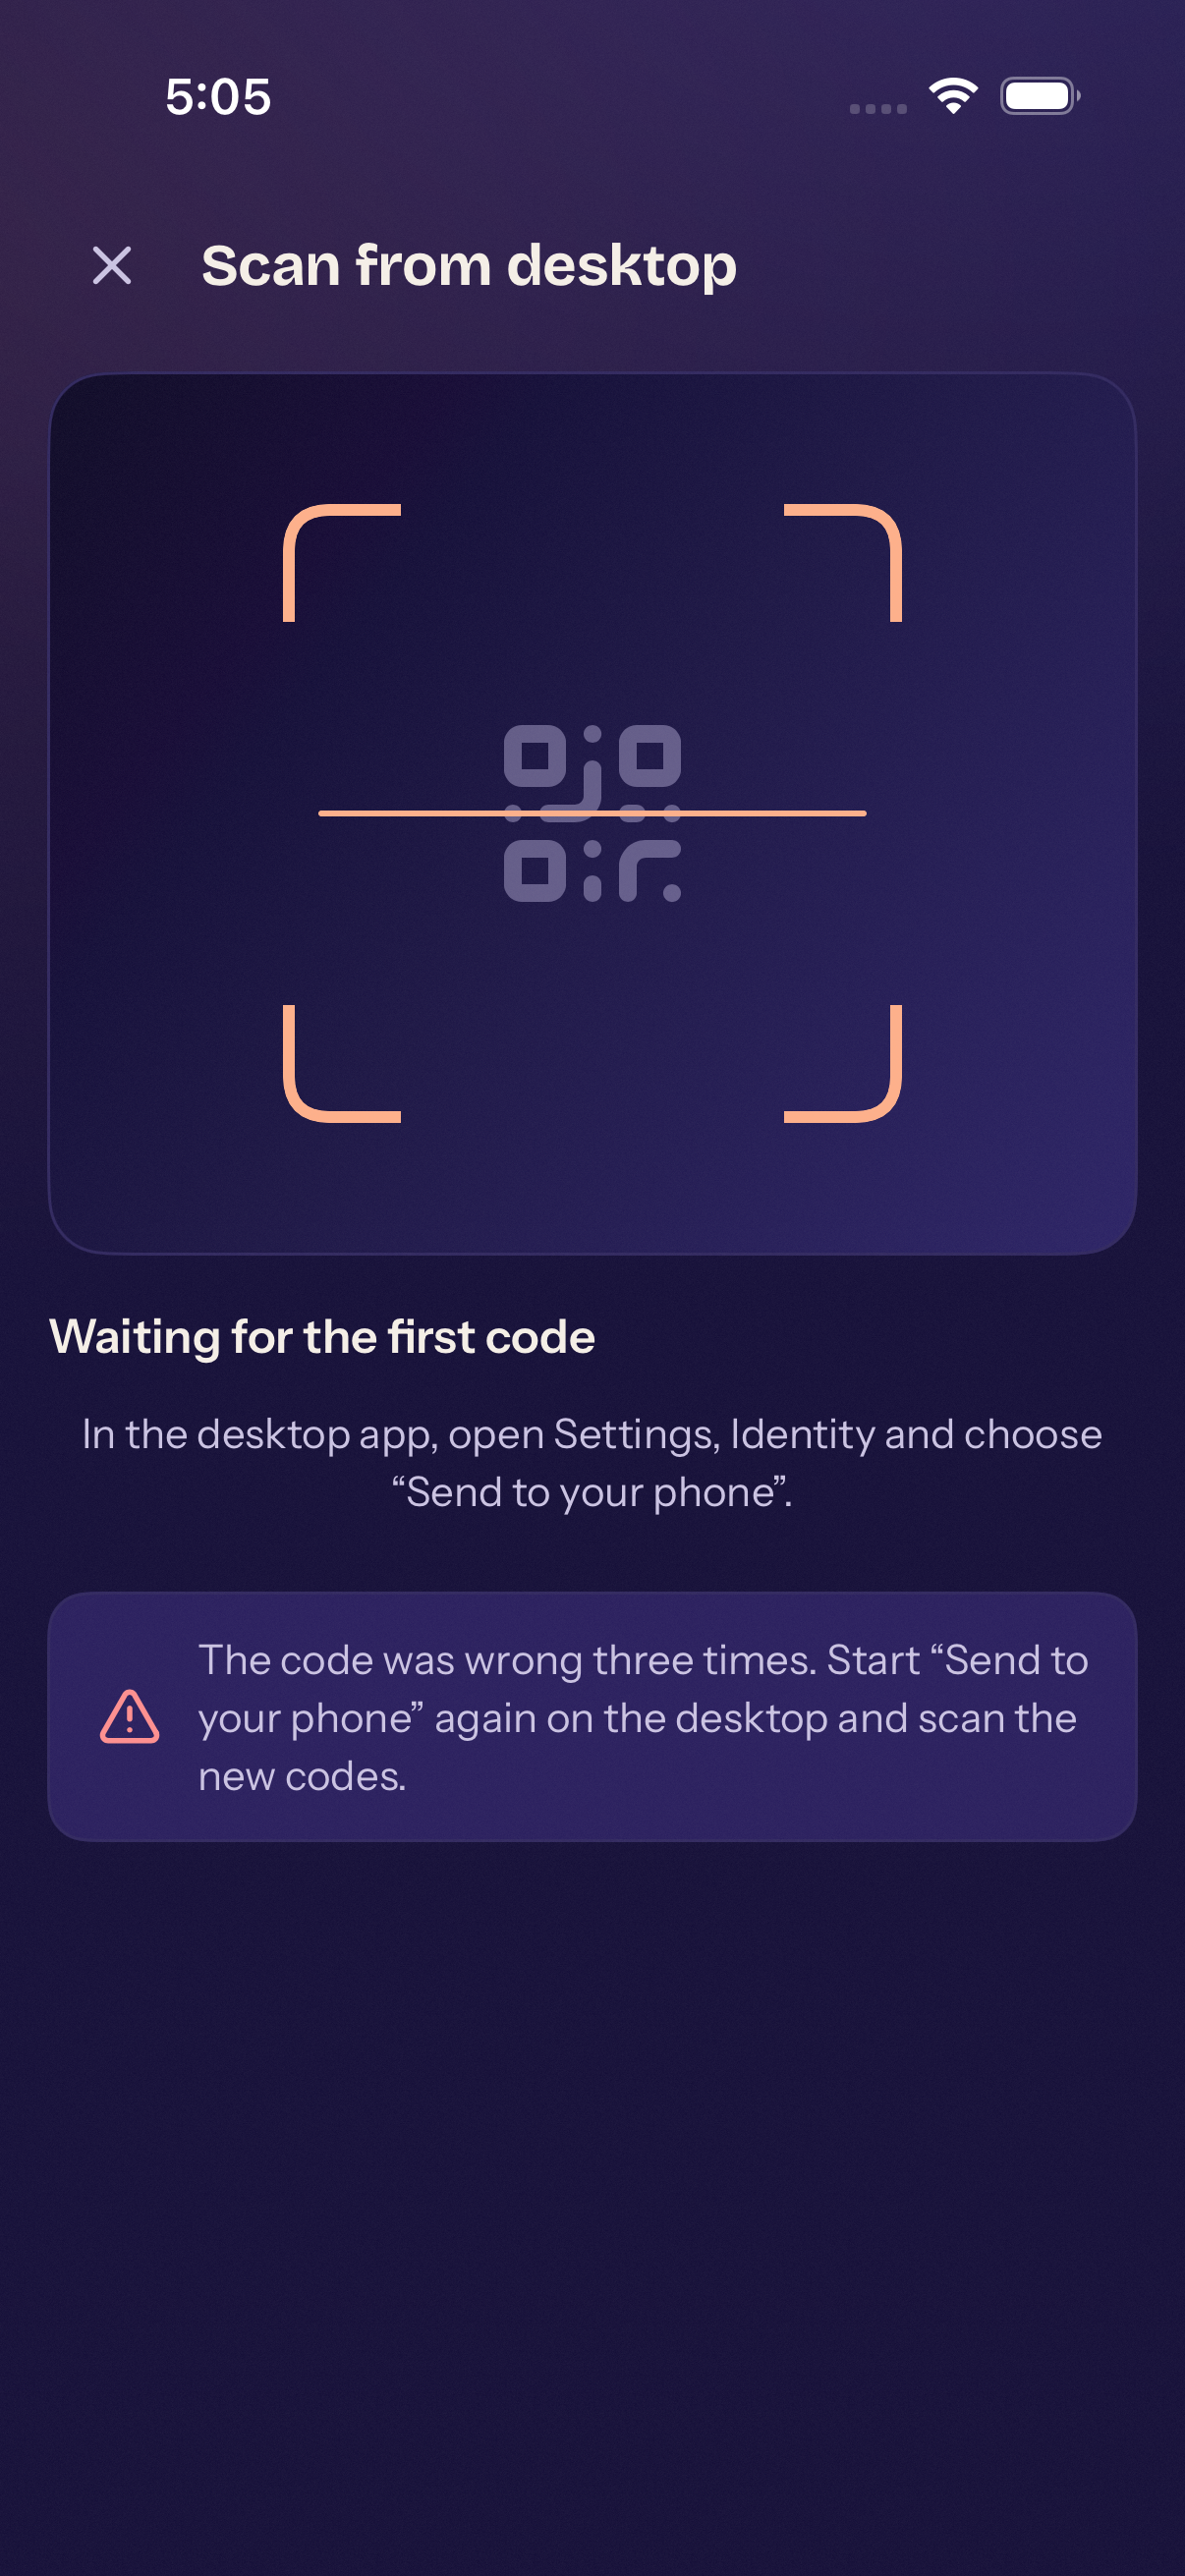 5:05
Scan from desktop
Waiting for the first code
In the desktop app, open Settings, Identity and choose
“Send to your phone”.
The code was wrong three times. Start “Send to
your phone” again on the desktop and scan the
new codes.